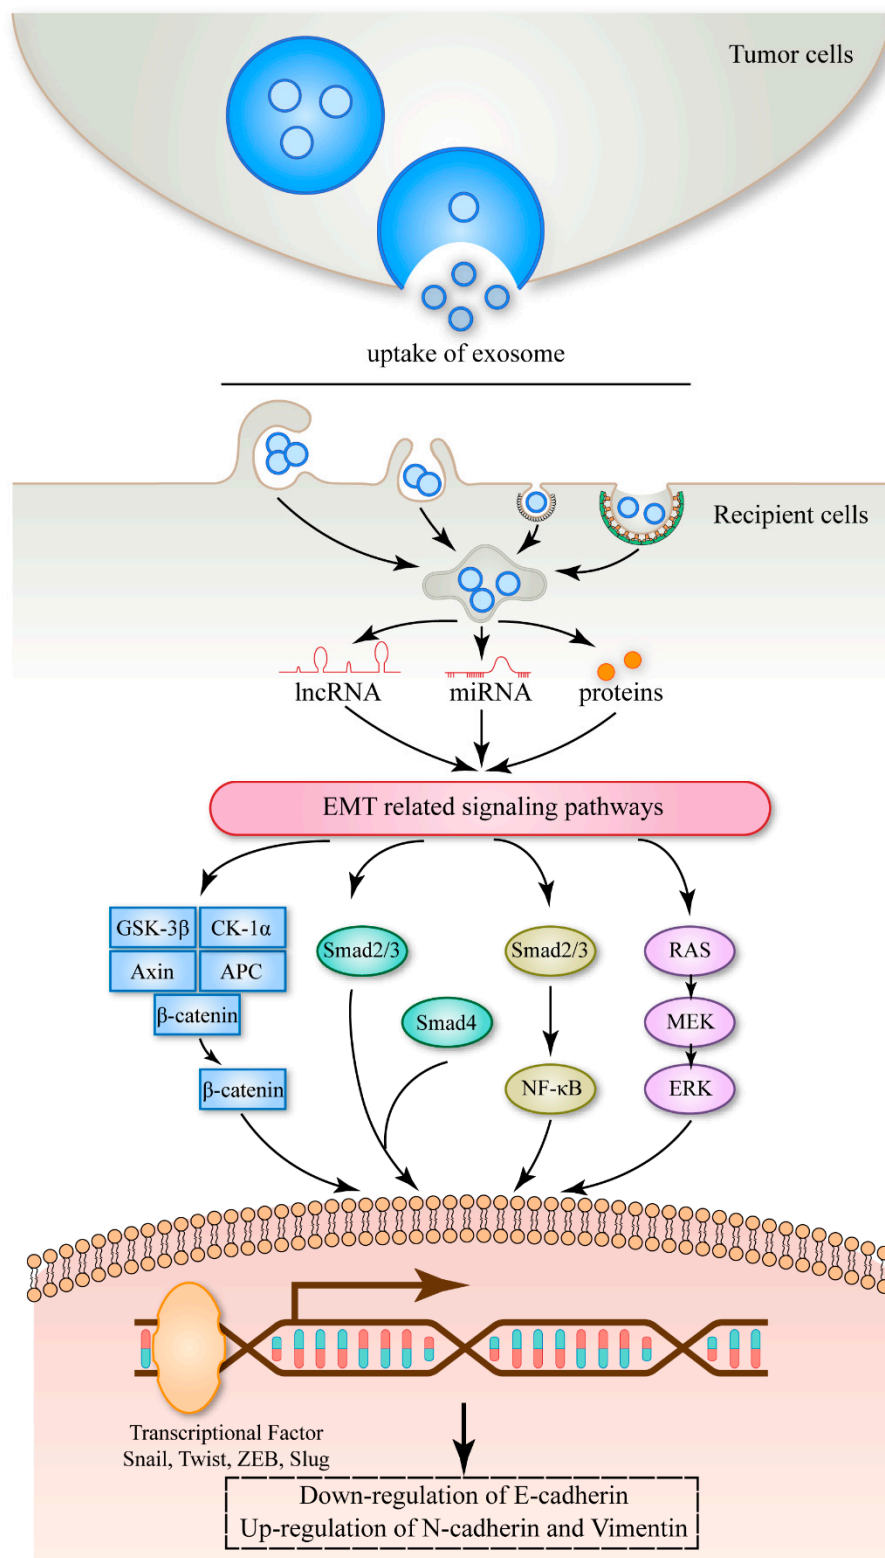 Tumor cells
uptake of exosome
Recipient cells
lncRNA
miRNA
proteins
EMT related signaling pathways
GSK-3β
CK-1α
Axin
APC
β-catenin
β-catenin
Smad2/3
Smad4
Smad2/3
NF-κB
RAS
MEK
ERK
Transcriptional Factor
Snail, Twist, ZEB, Slug
Down-regulation of E-cadherin
Up-regulation of N-cadherin and Vimentin